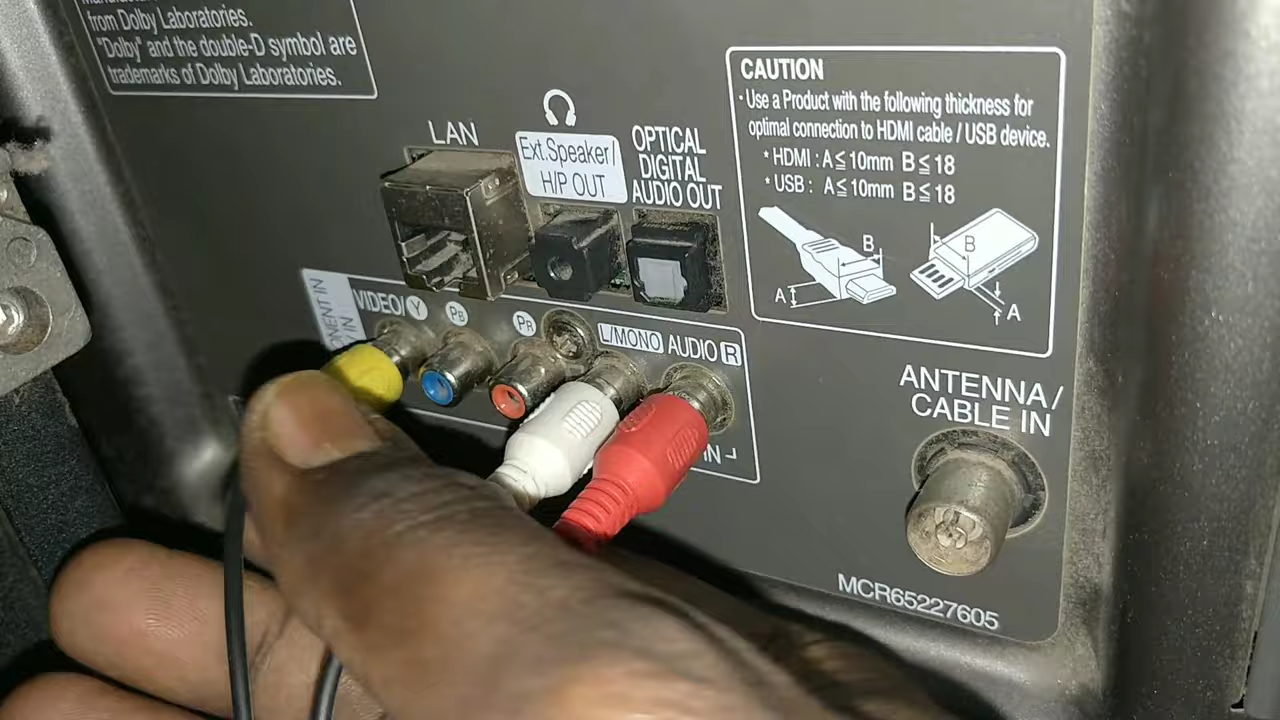 from Dolby Laboratories.
"Dolby" and the double-D symbol are
trademarks of Dolby Laboratories.
LAN
Ext.Speaker/
H/P OUT
OPTICAL
DIGITAL
AUDIO OUT
CAUTION
· Use a Product with the following thickness for
optimal connection to HDMI cable / USB device.
* HDMI : A≦10mm B≦18
* USB : A≦10mm B≦18
B
A
B
A
VIDEO/Y
PB
PR
L/MONO AUDIO R
IN
IN
ANTENNA/
CABLE IN
MCR65227605